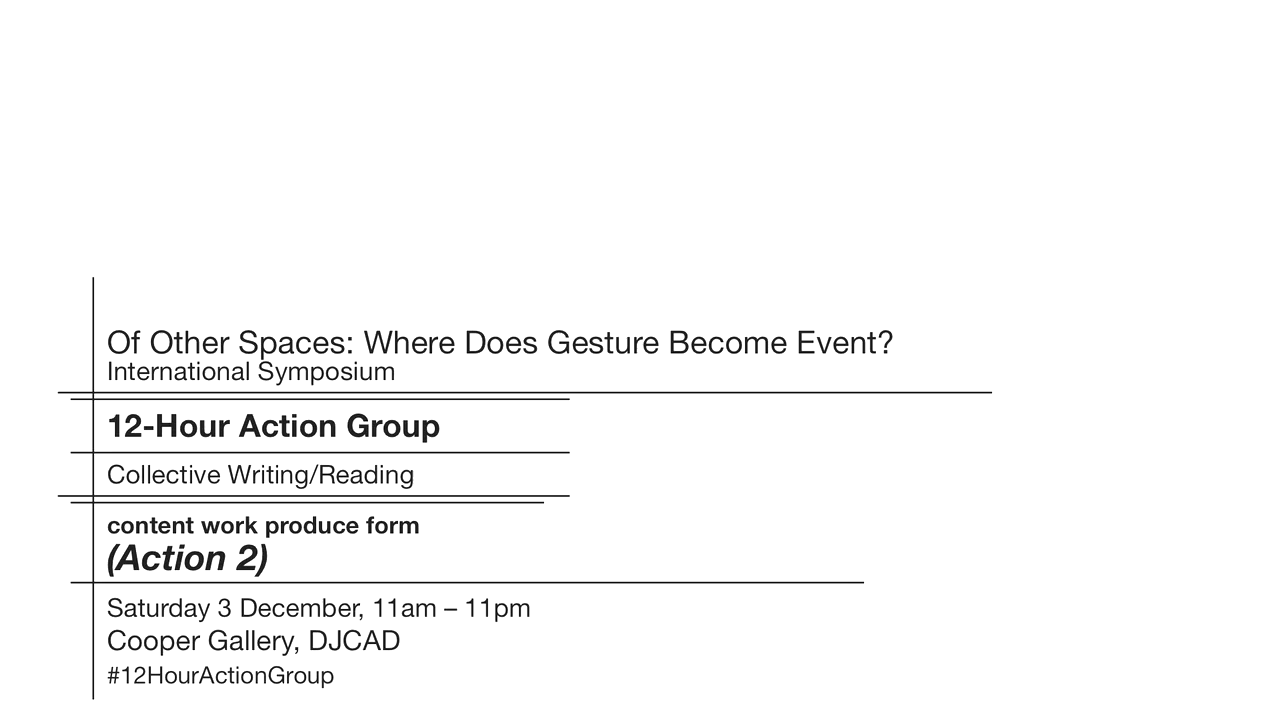 Of Other Spaces: Where Does Gesture Become Event?
International Symposium
12-Hour Action Group
Collective Writing/Reading
content work produce form
(Action 2)
Saturday 3 December, 11am – 11pm
Cooper Gallery, DJCAD
#12HourActionGroup